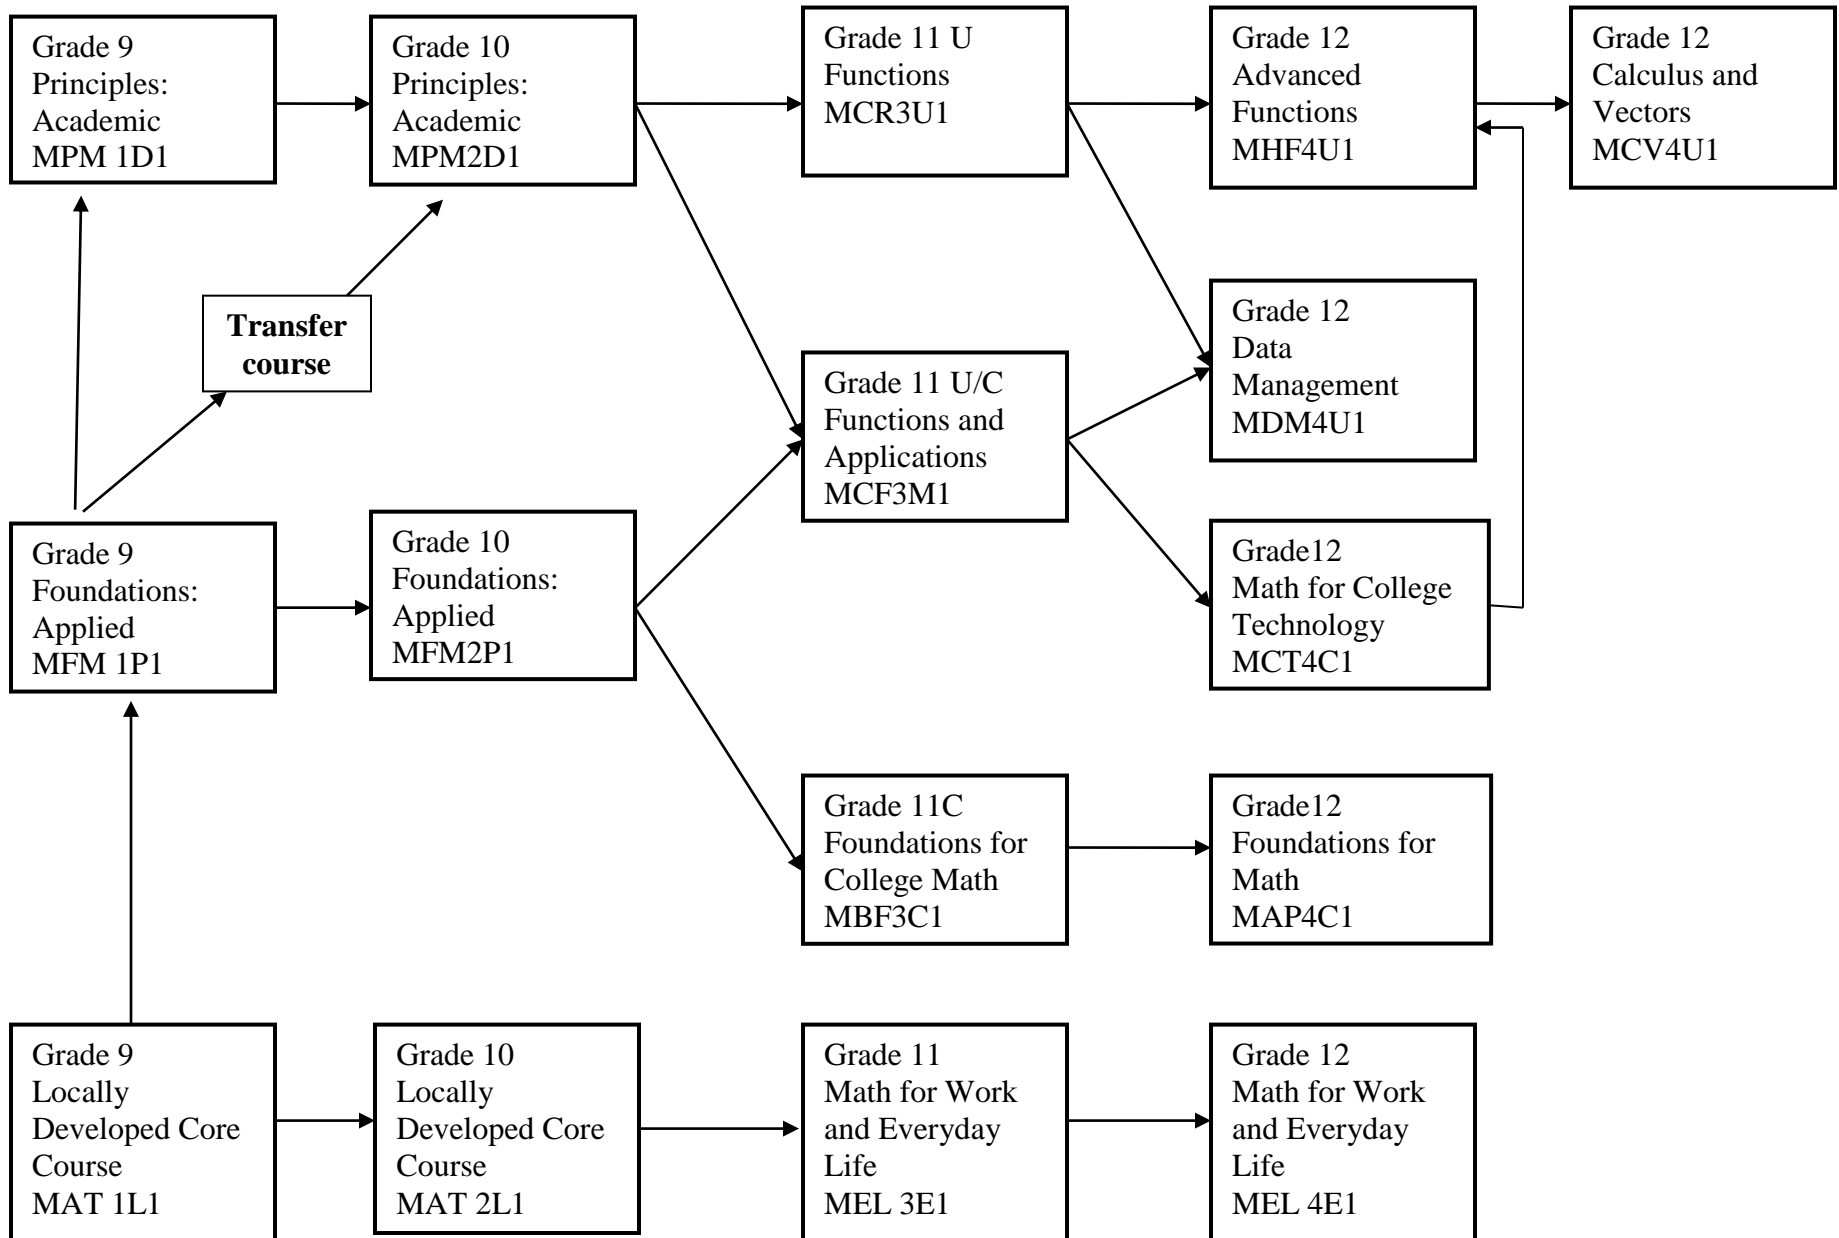 Grade 9
Principles:
Academic
MPM 1D1
Grade 10
Principles:
Academic
MPM2D1
Grade 11 U
Functions
MCR3U1
Grade 12
Advanced
Functions
MHF4U1
Grade 12
Calculus and
Vectors
MCV4U1
Transfer
course
Grade 12
Data
Management
MDM4U1
Grade 11 U/C
Functions and
Applications
MCF3M1
Grade 9
Foundations:
Applied
MFM 1P1
Grade 10
Foundations:
Applied
MFM2P1
Grade12
Math for College
Technology
MCT4C1
Grade 11C
Foundations for
College Math
MBF3C1
Grade12
Foundations for
Math
MAP4C1
Grade 9
Locally
Developed Core
Course
MAT 1L1
Grade 10
Locally
Developed Core
Course
MAT 2L1
Grade 11
Math for Work
and Everyday
Life
MEL 3E1
Grade 12
Math for Work
and Everyday
Life
MEL 4E1